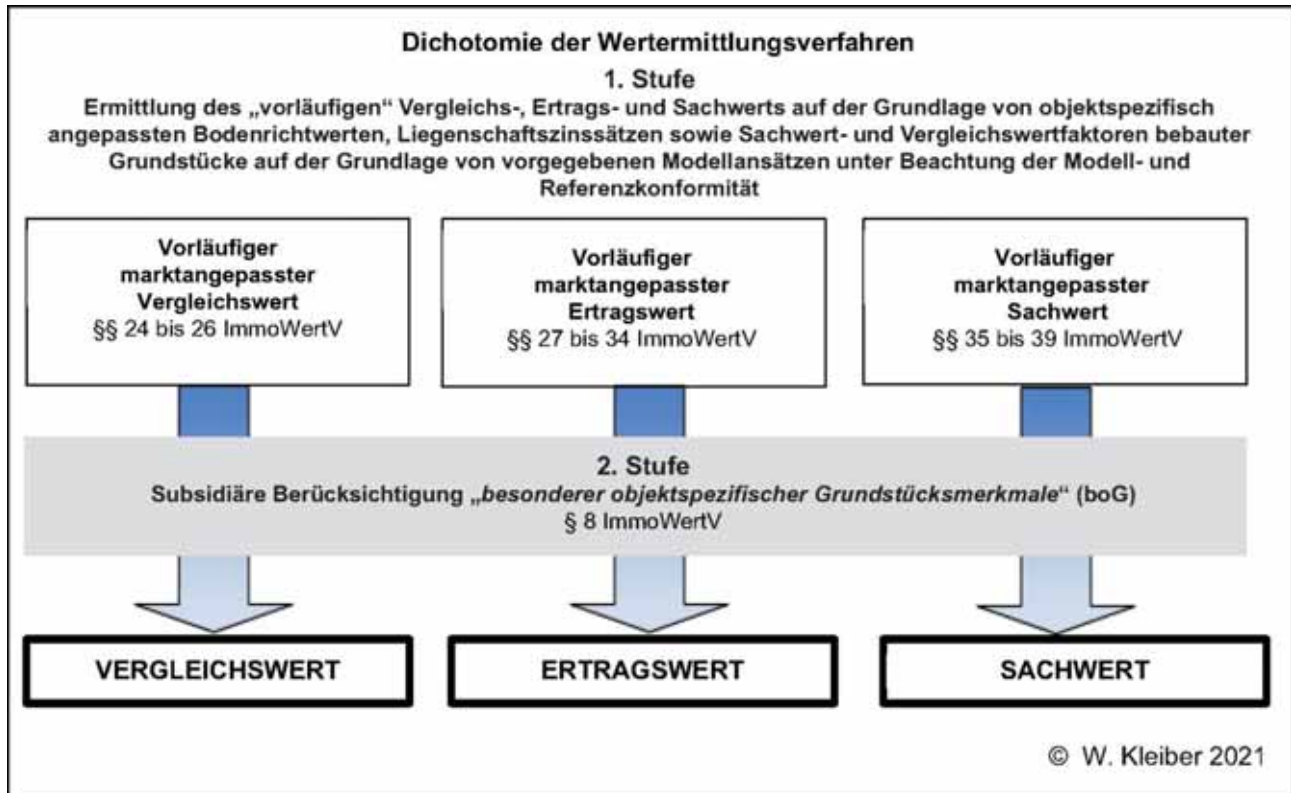 Dichotomie der Wertermittlungsverfahren
1. Stufe
Ermittlung des „vorläufigen“ Vergleichs-, Ertrags- und Sachwerts auf der Grundlage von objektspezifisch
angepassten Bodenrichtwerten, Liegenschaftszinssätzen sowie Sachwert- und Vergleichswertfaktoren bebauter
Grundstücke auf der Grundlage von vorgegebenen Modellansätzen unter Beachtung der Modell- und
Referenzkonformität
Vorläufiger
marktangepasster
Vergleichswert
§§ 24 bis 26 ImmoWertV
Vorläufiger
marktangepasster
Ertragswert
§§ 27 bis 34 ImmoWertV
Vorläufiger
marktangepasster
Sachwert
§§ 35 bis 39 ImmoWertV
2. Stufe
Subsidiäre Berücksichtigung „besonderer objektspezifischer Grundstücksmerkmale“ (boG)
§ 8 ImmoWertV
VERGLEICHSWERT
ERTRAGSWERT
SACHWERT
© W. Kleiber 2021